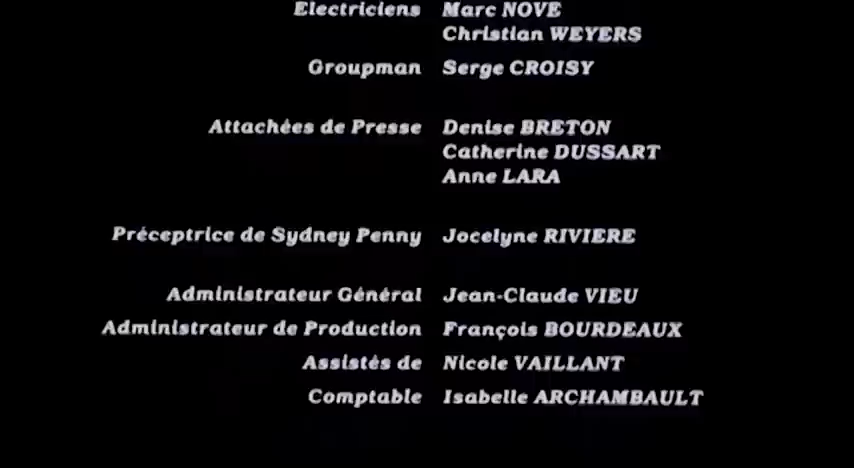 Electriciens Marc NOVE
Christian WEYERS
Groupman Serge CROISY
Attachées de Presse Denise BRETON
Catherine DUSSART
Anne LARA
Préceptrice de Sydney Penny Jocelyne RIVIERE
Administrateur Général Jean-Claude VIEU
Administrateur de Production François BOURDEAUX
Assistés de Nicole VAILLANT
Comptable Isabelle ARCHAMBAULT